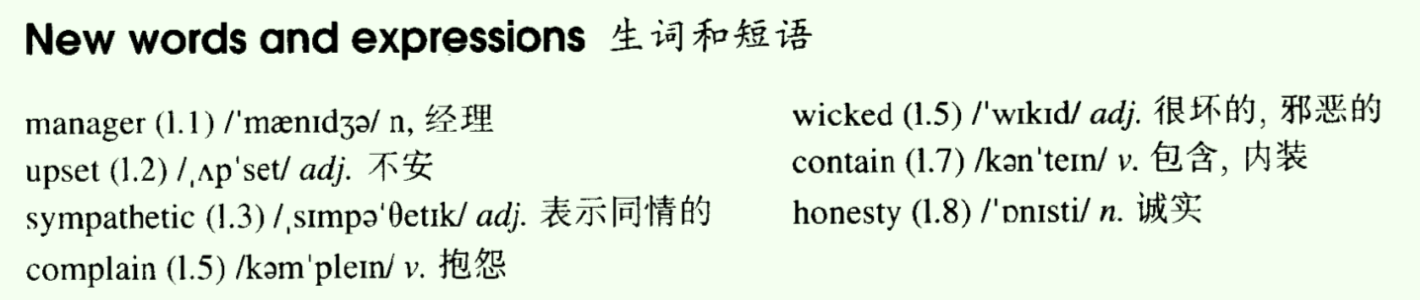 New words and expressions 生词和短语
manager (l.1) /ˈmænɪdʒə/ n, 经理
upset (l.2) /ˌʌpˈset/ adj. 不安
sympathetic (l.3) /ˌsɪmpəˈθetɪk/ adj. 表示同情的
complain (l.5) /kəmˈpleɪn/ v. 抱怨
wicked (l.5) /ˈwɪkɪd/ adj. 很坏的, 邪恶的
contain (l.7) /kənˈteɪn/ v. 包含, 内装
honesty (l.8) /ˈɒnɪsti/ n. 诚实